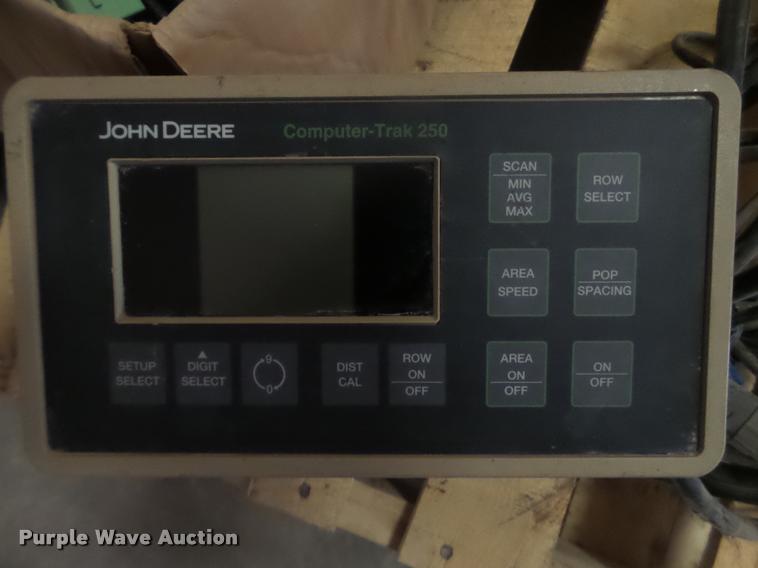 JOHN DEERE
Computer-Trak 250
SCAN
MIN
AVG
MAX
ROW
SELECT
AREA
SPEED
POP
SPACING
SETUP
SELECT
DIGIT
SELECT
9
0
DIST
CAL
ROW
ON
OFF
AREA
ON
OFF
ON
OFF
Purple Wave Auction